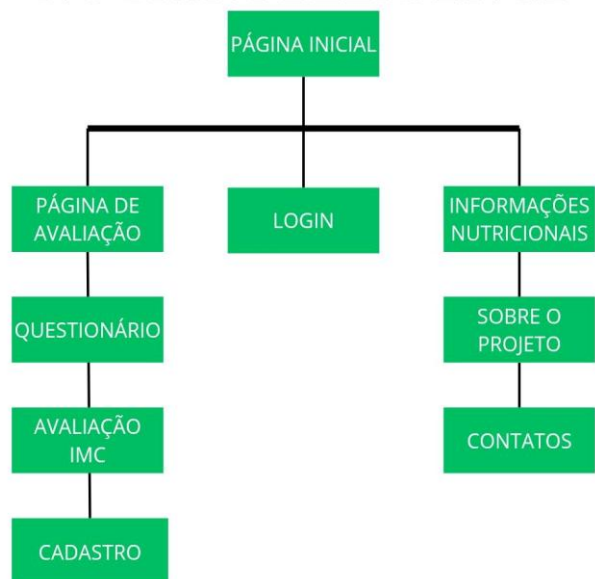 PÁGINA INICIAL
PÁGINA DE
AVALIAÇÃO
LOGIN
INFORMAÇÕES
NUTRICIONAIS
QUESTIONÁRIO
SOBRE O
PROJETO
AVALIAÇÃO
IMC
CONTATOS
CADASTRO